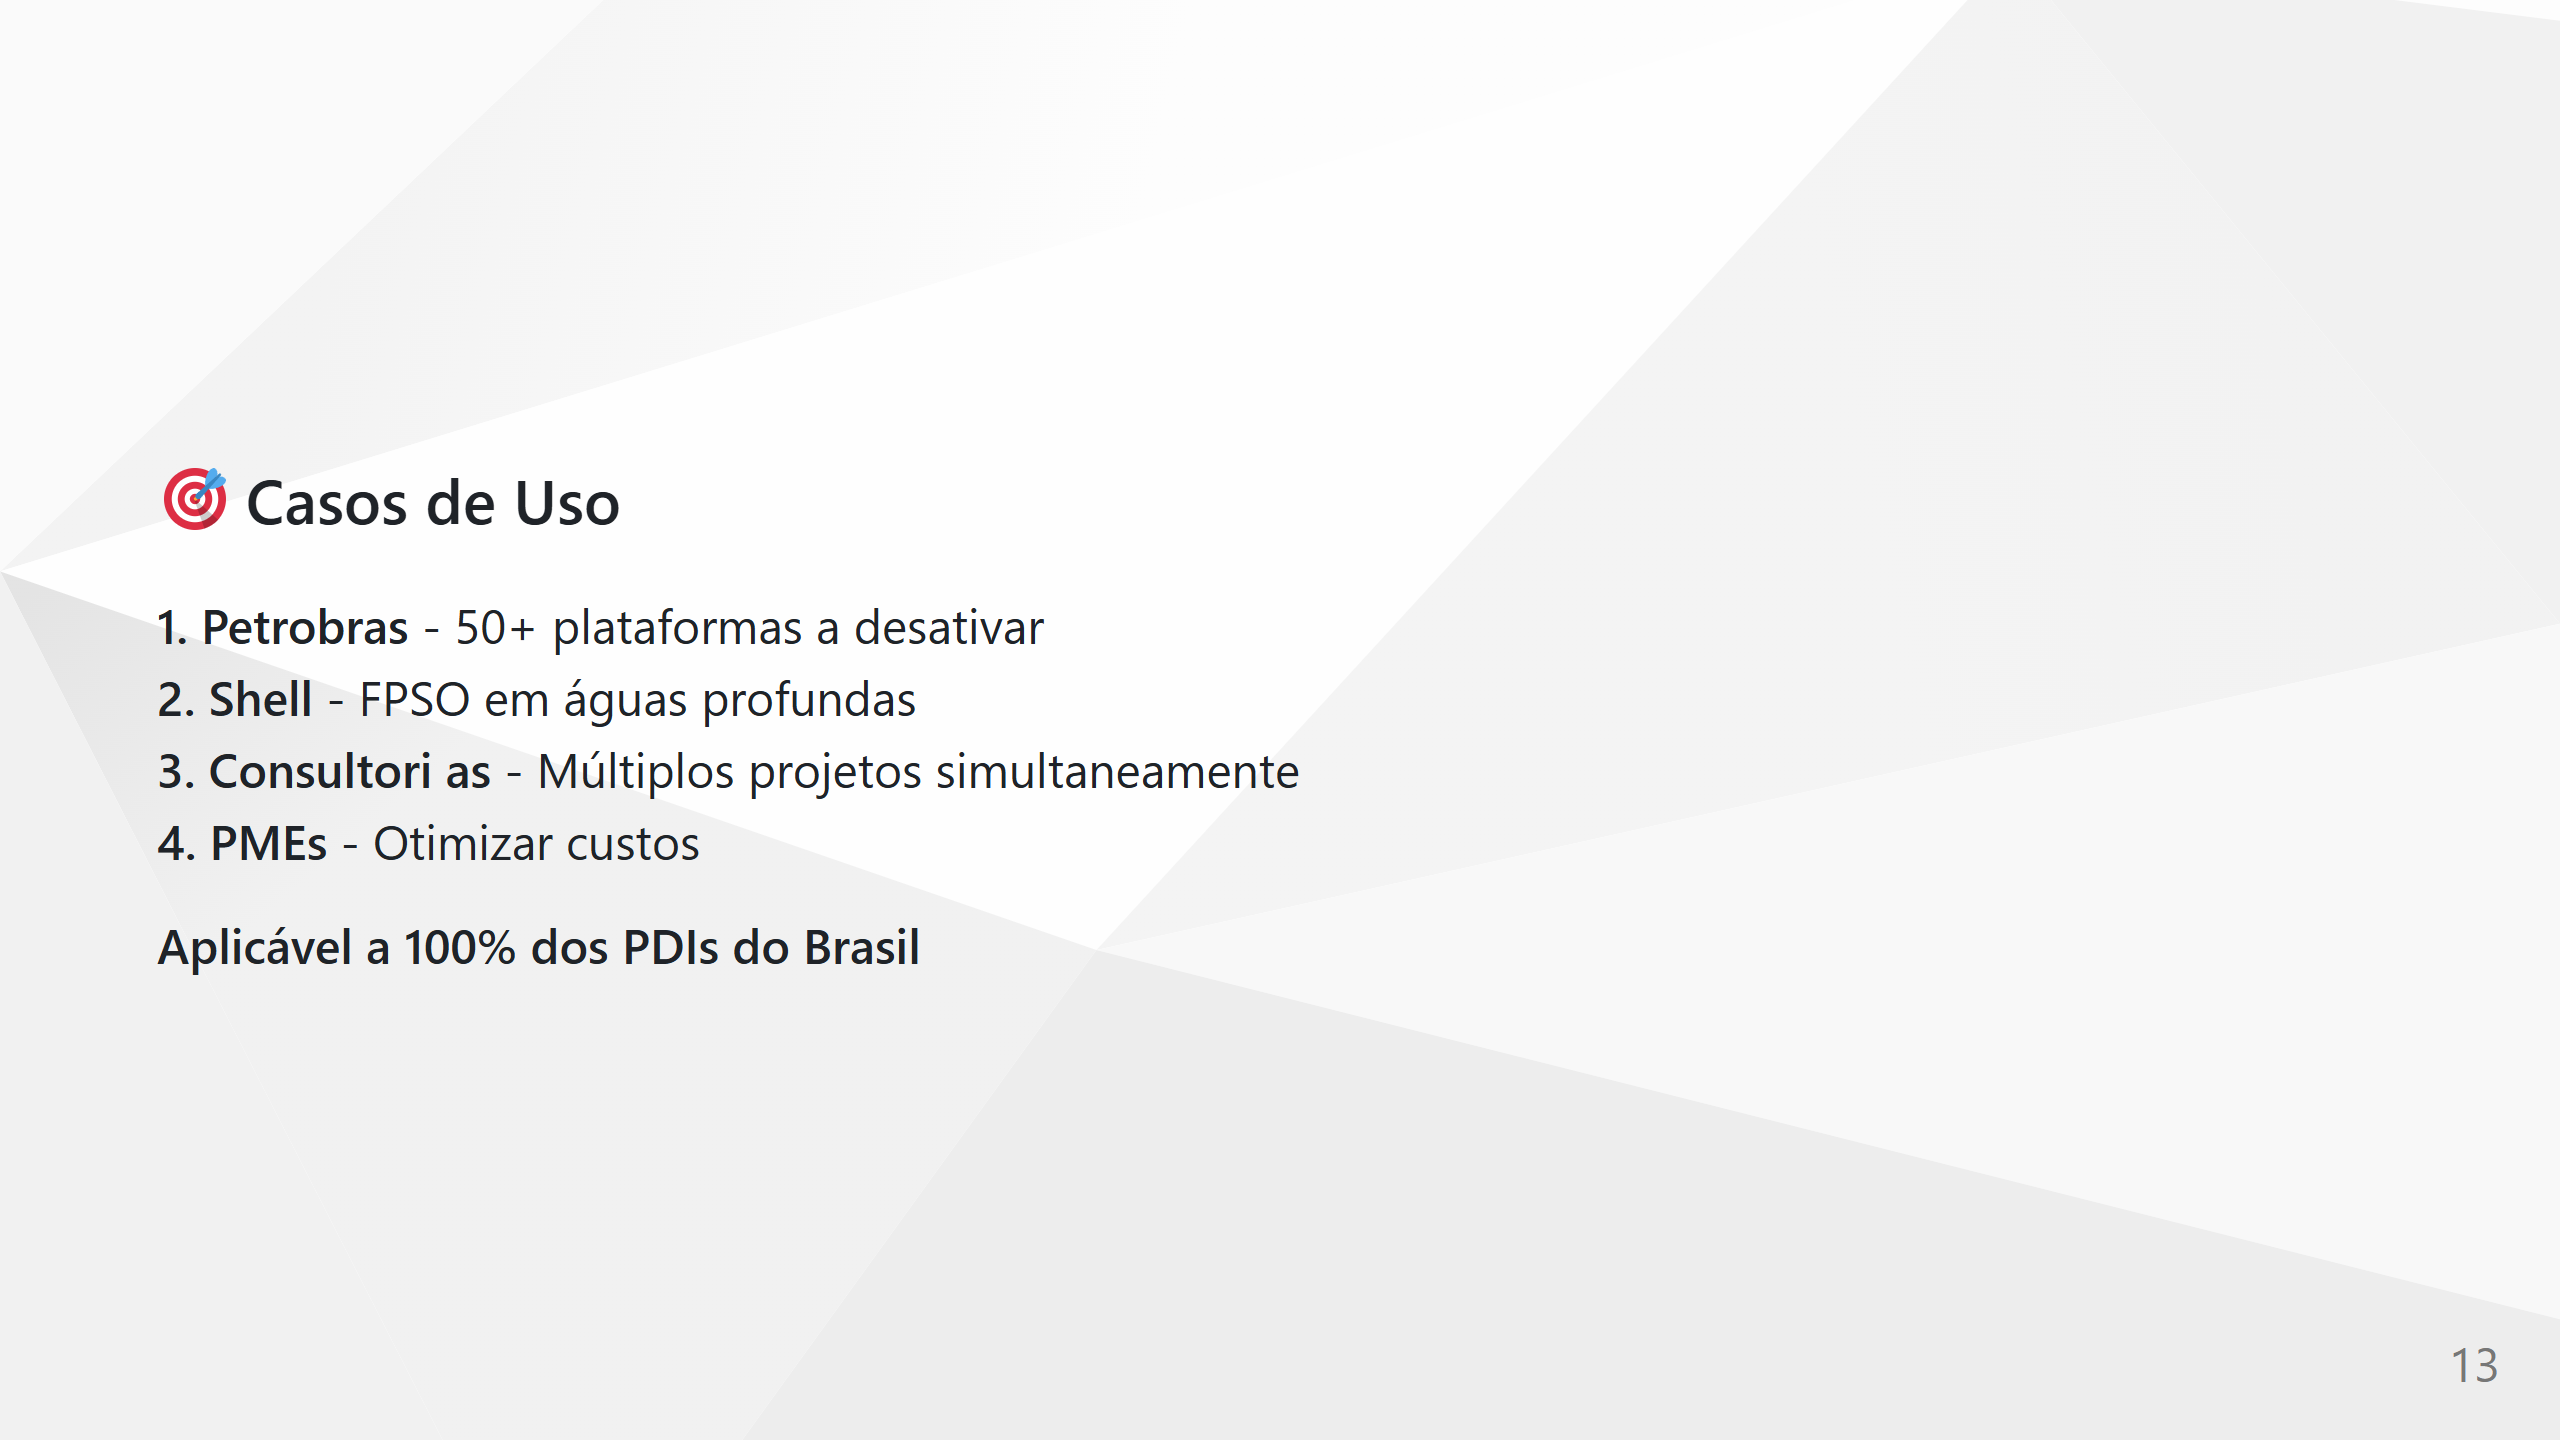 🎯 Casos de Uso
1. Petrobras - 50+ plataformas a desativar
2. Shell - FPSO em águas profundas
3. Consultori as - Múltiplos projetos simultaneamente
4. PMEs - Otimizar custos
Aplicável a 100% dos PDIs do Brasil
13